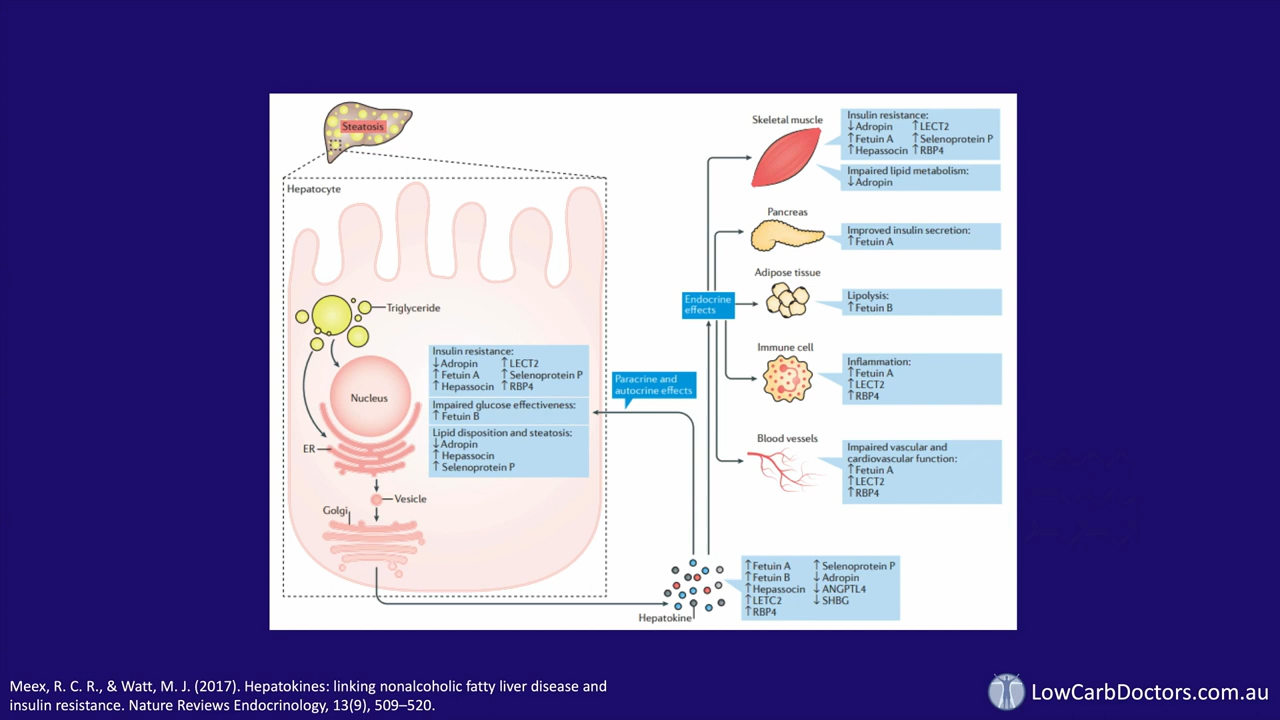 Steatosis
Hepatocyte
Triglyceride
Nucleus
ER
Vesicle
Golgi
Insulin resistance:
↓Adropin ↑LECT2
↑Fetuin A ↑Selenoprotein P
↑Hepassocin ↑RBP4
Impaired glucose effectiveness:
↑Fetuin B
Lipid disposition and steatosis:
↓Adropin
↑Hepassocin
↑Selenoprotein P
Paracrine and
autocrine effects
Endocrine
effects
Skeletal muscle
Insulin resistance:
↓Adropin ↑LECT2
↑Fetuin A ↑Selenoprotein P
↑Hepassocin ↑RBP4
Impaired lipid metabolism:
↓Adropin
Pancreas
Improved insulin secretion:
↑Fetuin A
Adipose tissue
Lipolysis:
↑Fetuin B
Immune cell
Inflammation:
↑Fetuin A
↑LECT2
↑RBP4
Blood vessels
Impaired vascular and
cardiovascular function:
↑Fetuin A
↑LECT2
↑RBP4
Hepatokine
↑Fetuin A ↑Selenoprotein P
↑Fetuin B ↓Adropin
↑Hepassocin ↓ANGPTL4
↑LETC2 ↓SHBG
↑RBP4
Meex, R. C. R., & Watt, M. J. (2017). Hepatokines: linking nonalcoholic fatty liver disease and
insulin resistance. Nature Reviews Endocrinology, 13(9), 509–520.
LowCarbDoctors.com.au